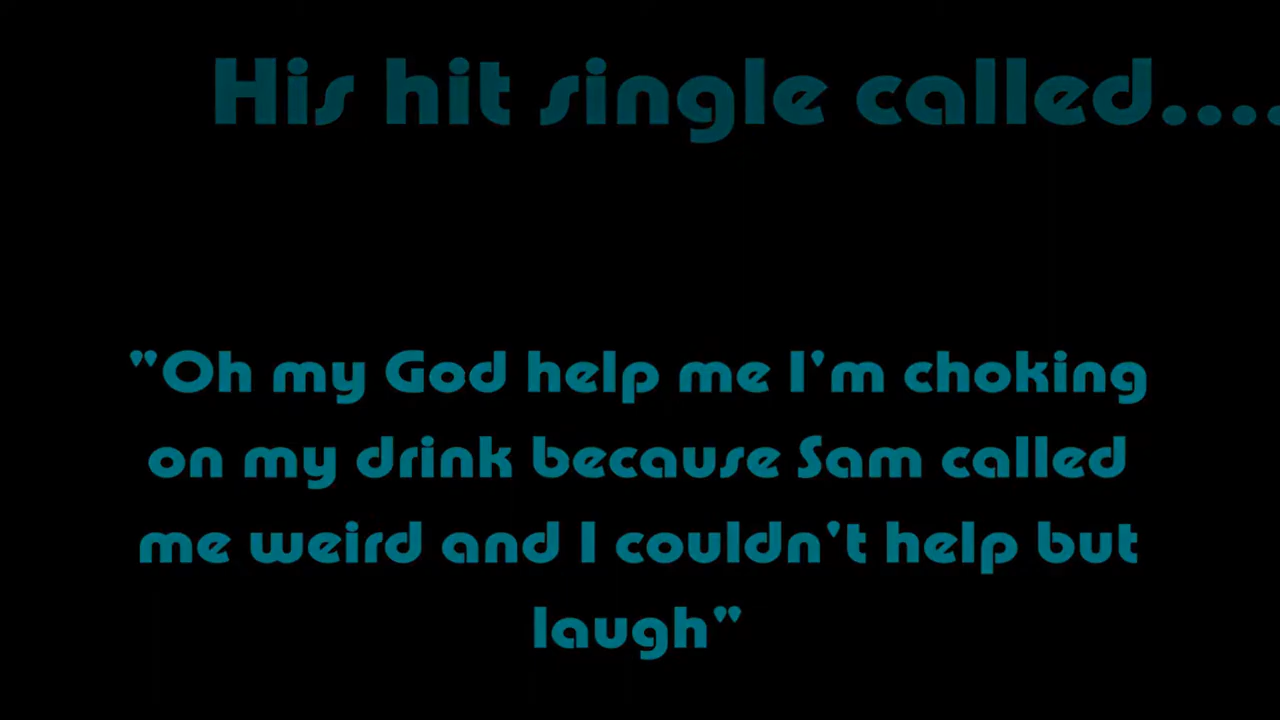 His hit single called....
"Oh my God help me I'm choking
on my drink because Sam called
me weird and I couldn't help but
laugh"